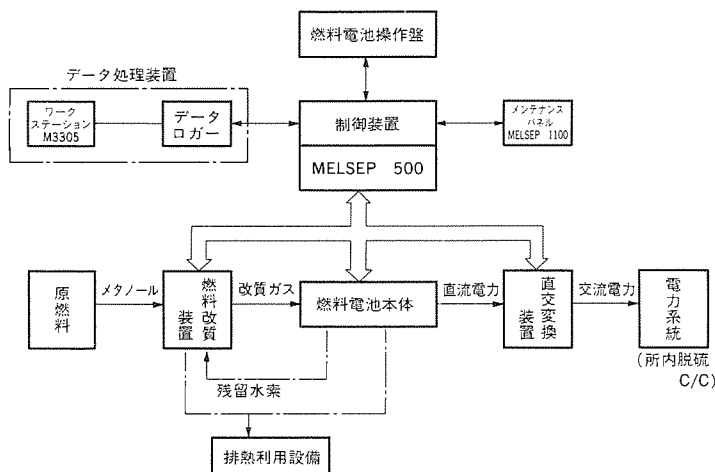 燃料電池操作盤
データ処理装置
ワーク
ステーション
M3305
データ
ロガー
制御装置
MELSEP 500
メンテナンス
パネル
MELSEP 1100
原燃料
メタノール
燃料改質
装置
改質ガス
燃料電池本体
直流電力
直交変換
装置
交流電力
電力系統
(所内脱硫
C/C)
残留水素
排熱利用設備